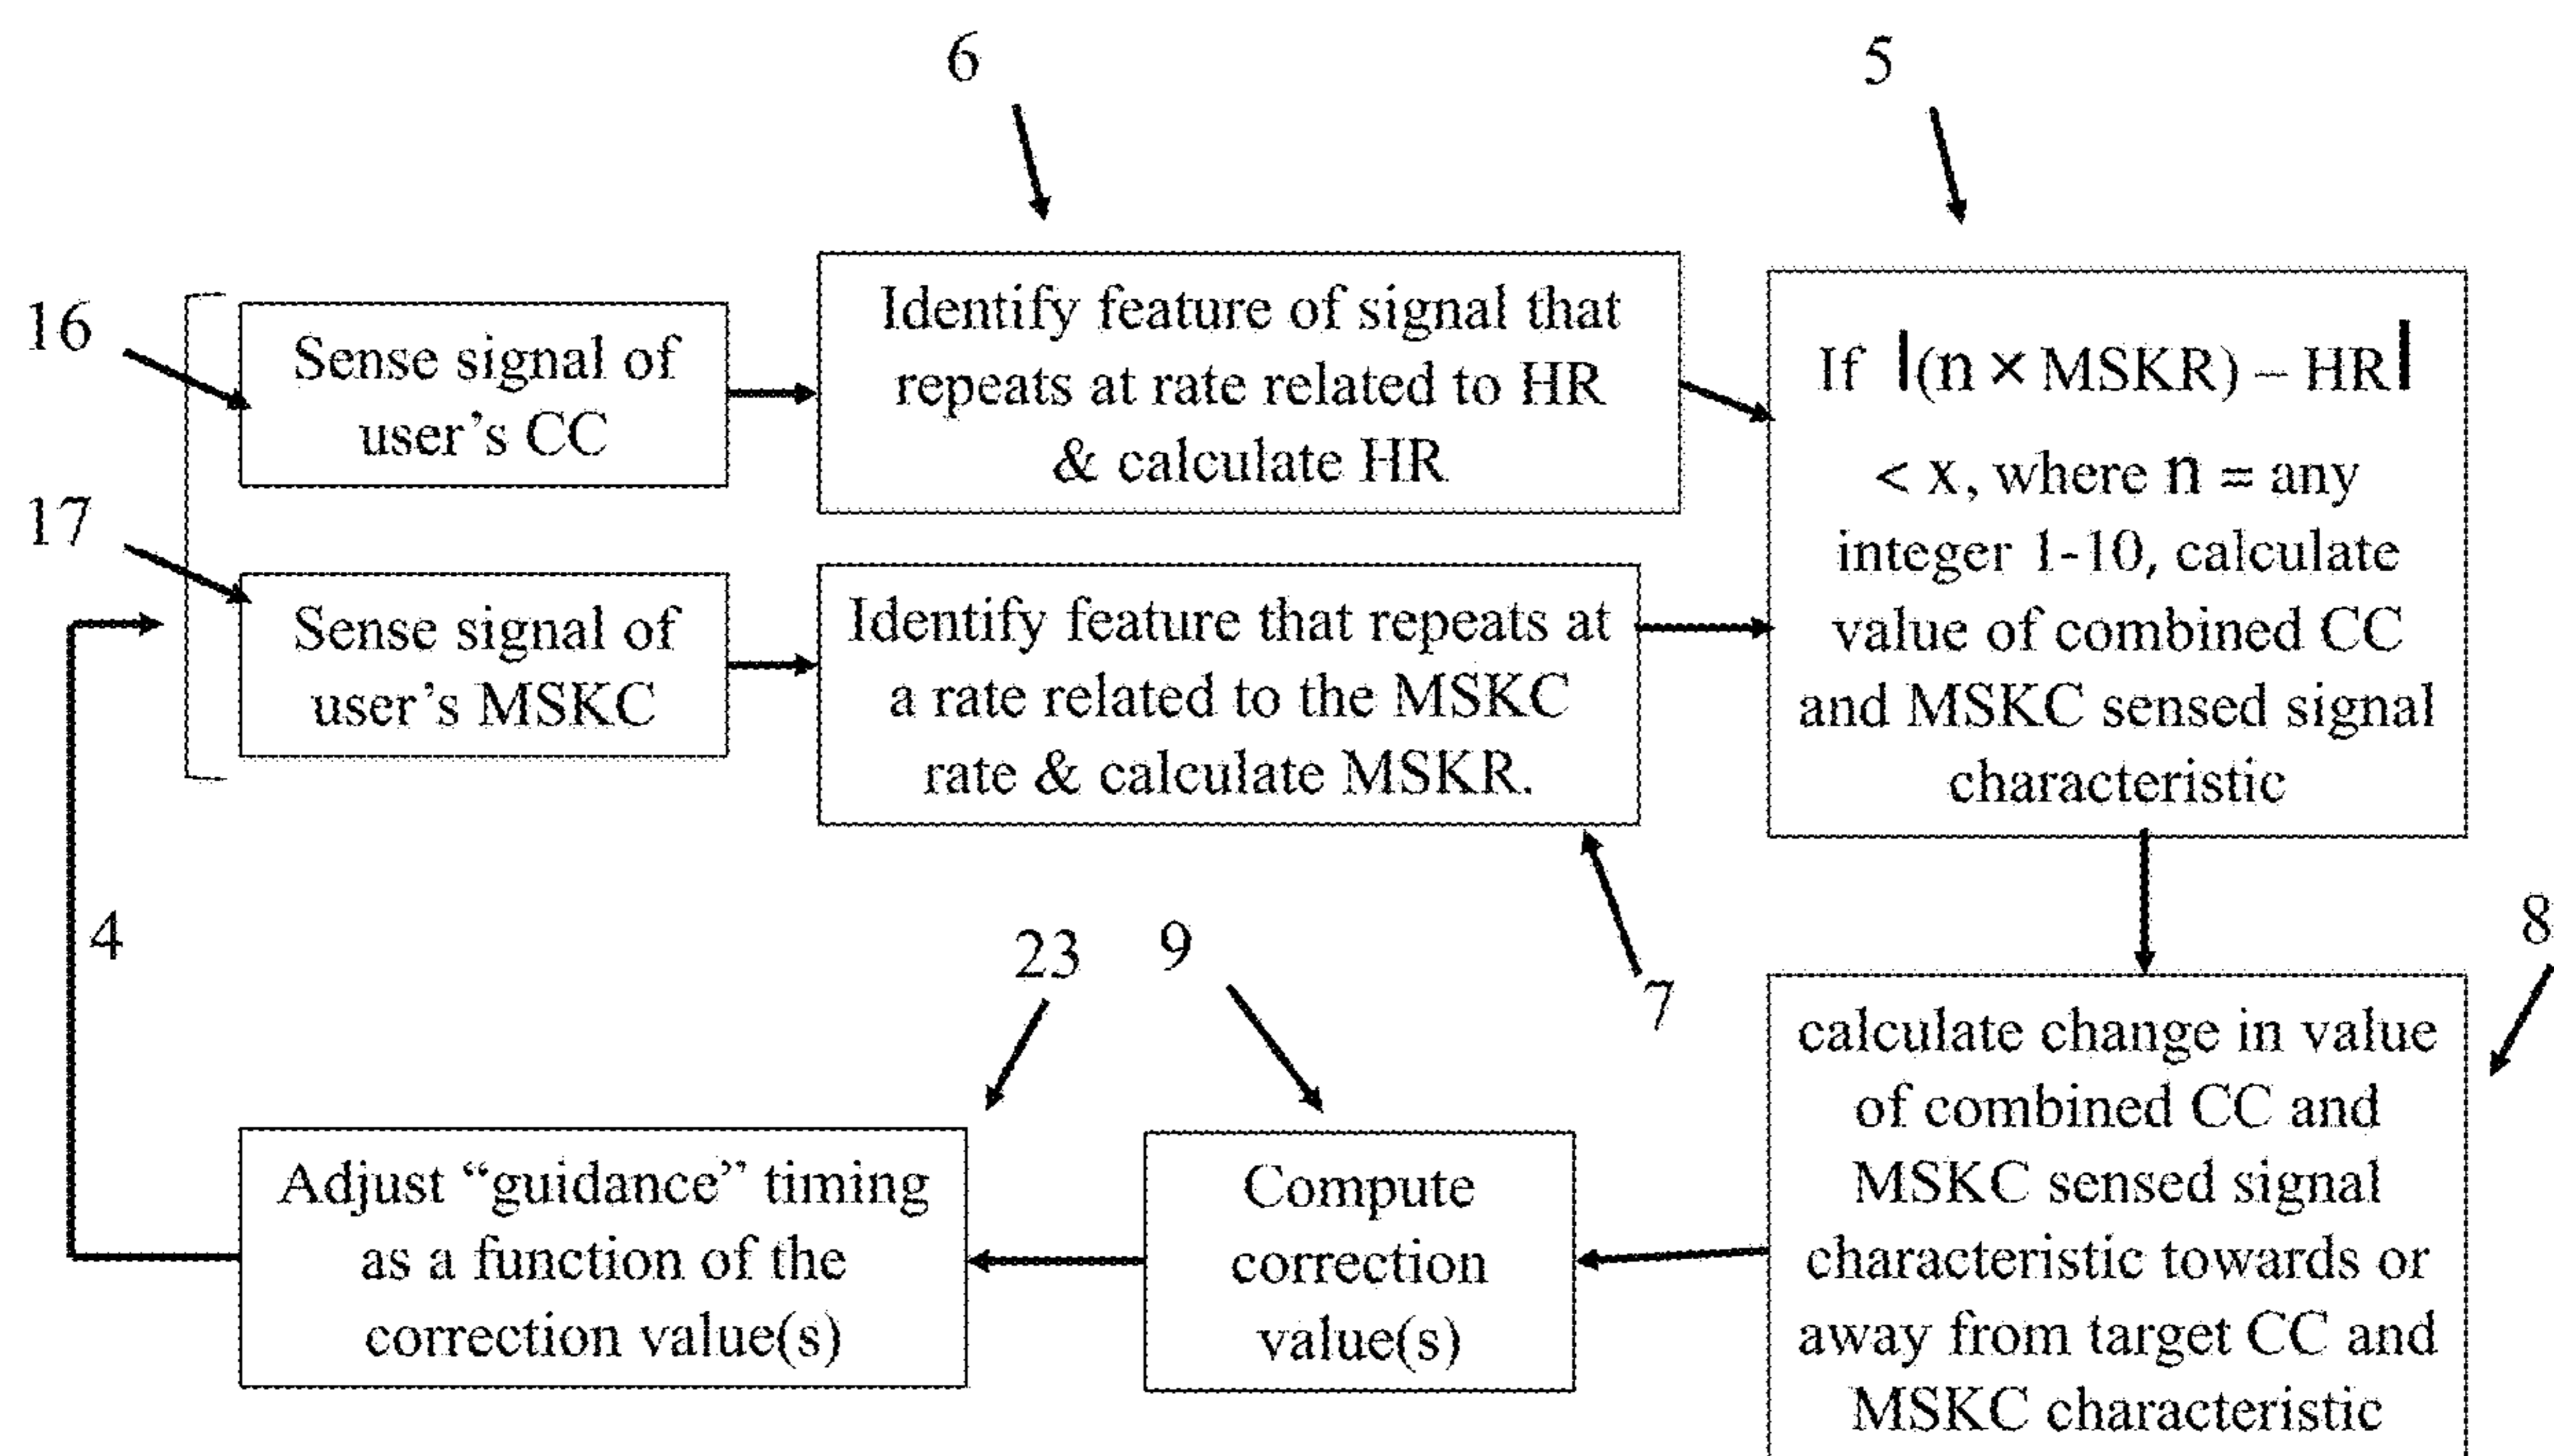 6
5
16
Sense signal of
user's CC
Identify feature of signal that
repeats at rate related to HR
& calculate HR
If |(n × MSKR) – HR|
< x, where n = any
integer 1-10, calculate
value of combined CC
and MSKC sensed signal
characteristic
17
Sense signal of
user's MSKC
Identify feature that repeats at
a rate related to the MSKC
rate & calculate MSKR.
4
23
9
7
8
Adjust “guidance” timing
as a function of the
correction value(s)
Compute
correction
value(s)
calculate change in value
of combined CC and
MSKC sensed signal
characteristic towards or
away from target CC and
MSKC characteristic